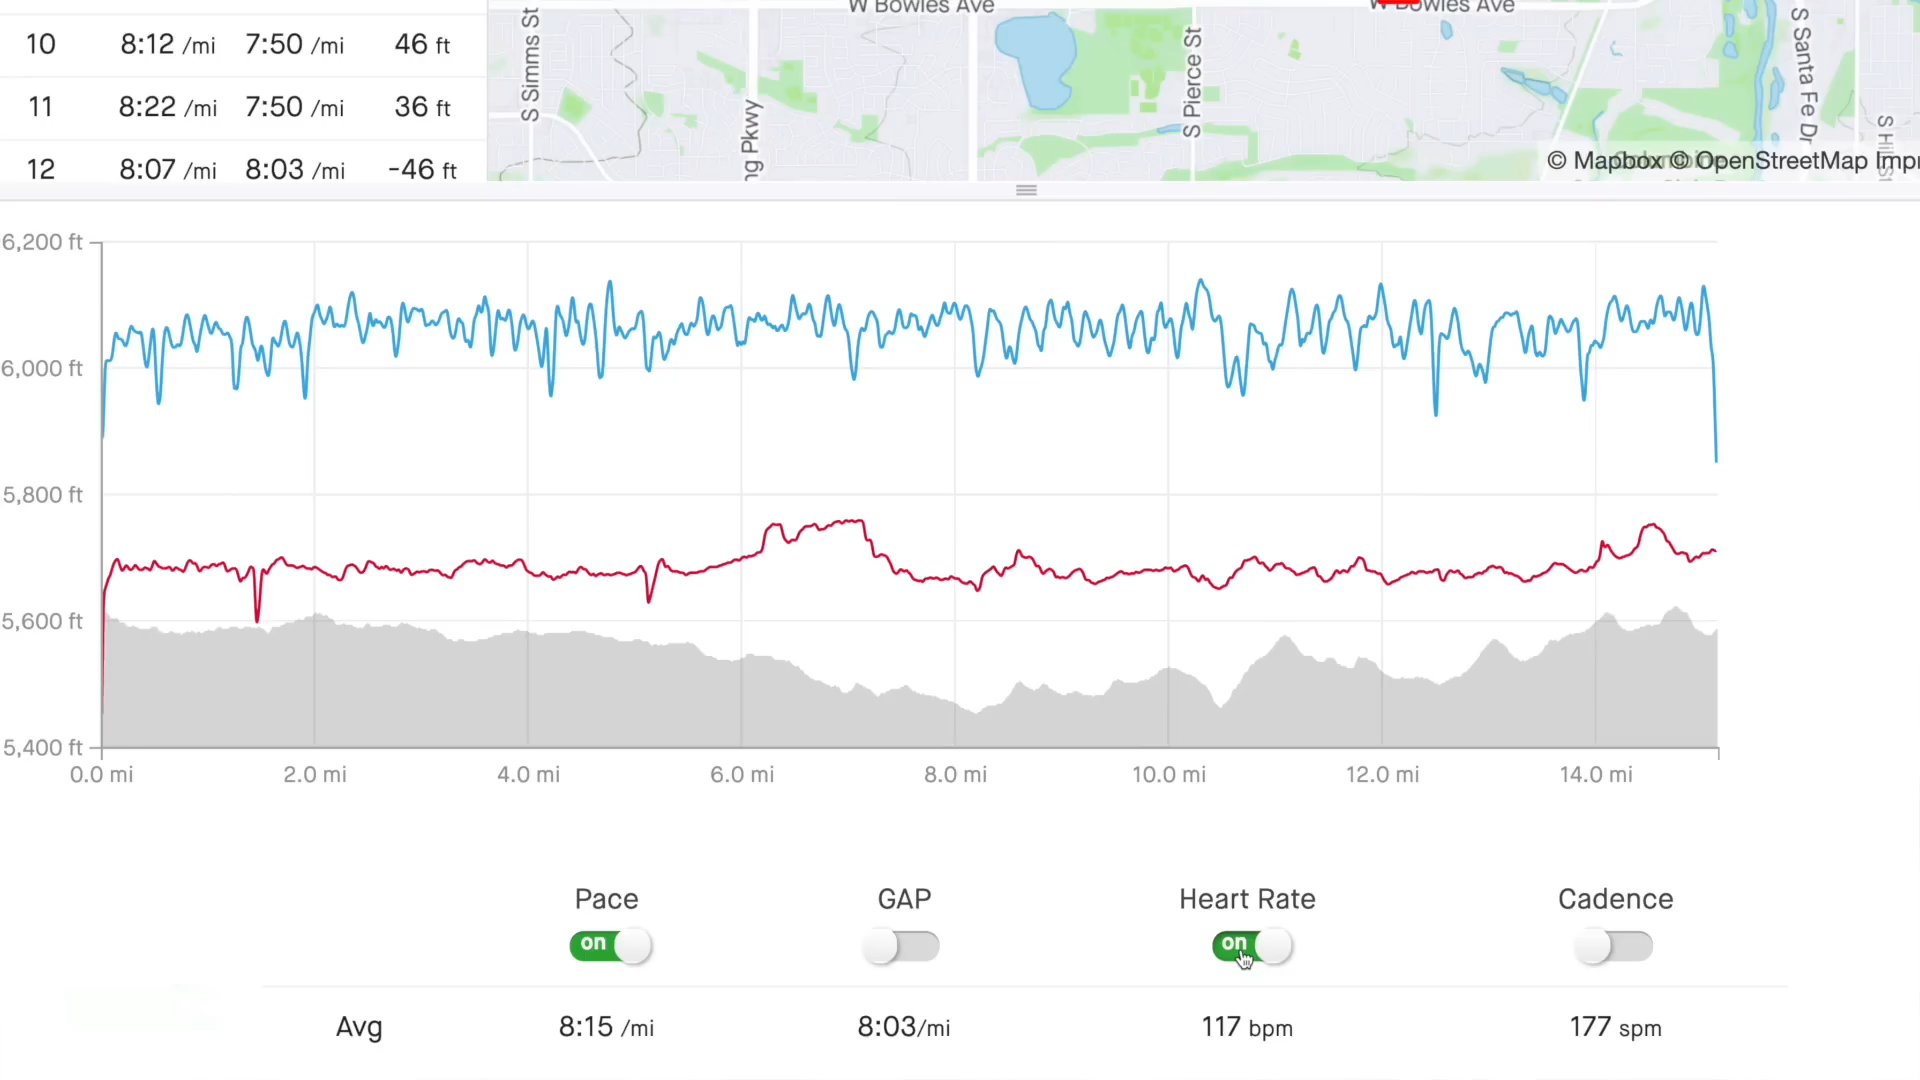 W Bowles Ave
W Bowles Ave
10 8:12 /mi 7:50 /mi 46 ft
11 8:22 /mi 7:50 /mi 36 ft
12 8:07 /mi 8:03 /mi -46 ft
S Simms St
ng Pkwy
S Pierce St
S Santa Fe Dr
© Mapbox © OpenStreetMap Impr
6,200 ft
6,000 ft
5,800 ft
5,600 ft
5,400 ft
0.0 mi 2.0 mi 4.0 mi 6.0 mi 8.0 mi 10.0 mi 12.0 mi 14.0 mi
Pace GAP Heart Rate Cadence
on on
Avg 8:15 /mi 8:03/mi 117 bpm 177 spm